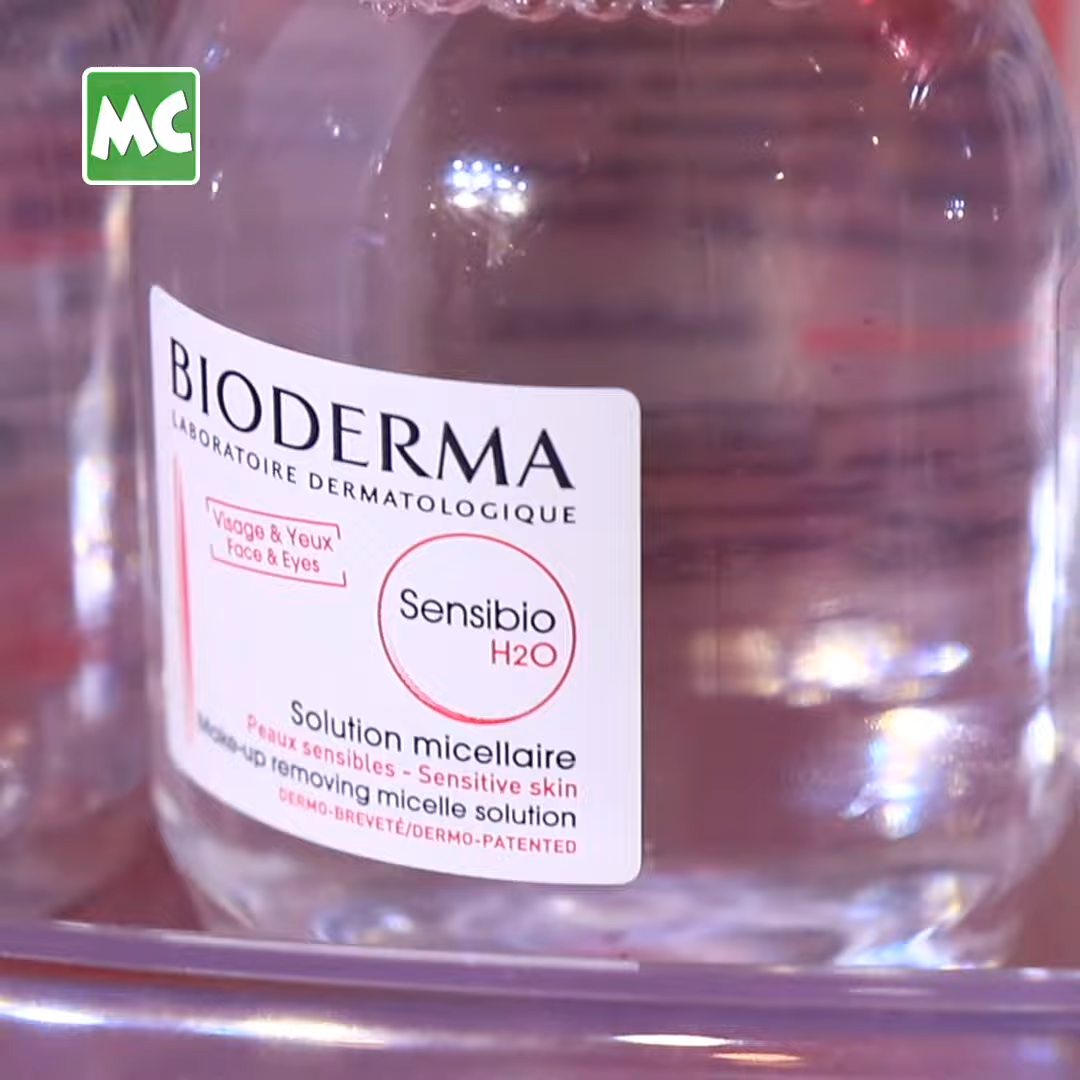 MC
BIODERMA
LABORATOIRE DERMATOLOGIQUE
Visage & Yeux
Face & Eyes
Sensibio
H2O
Solution micellaire
Peaux sensibles - Sensitive skin
Make-up removing micelle solution
DERMO-BREVETÉ/DERMO-PATENTED